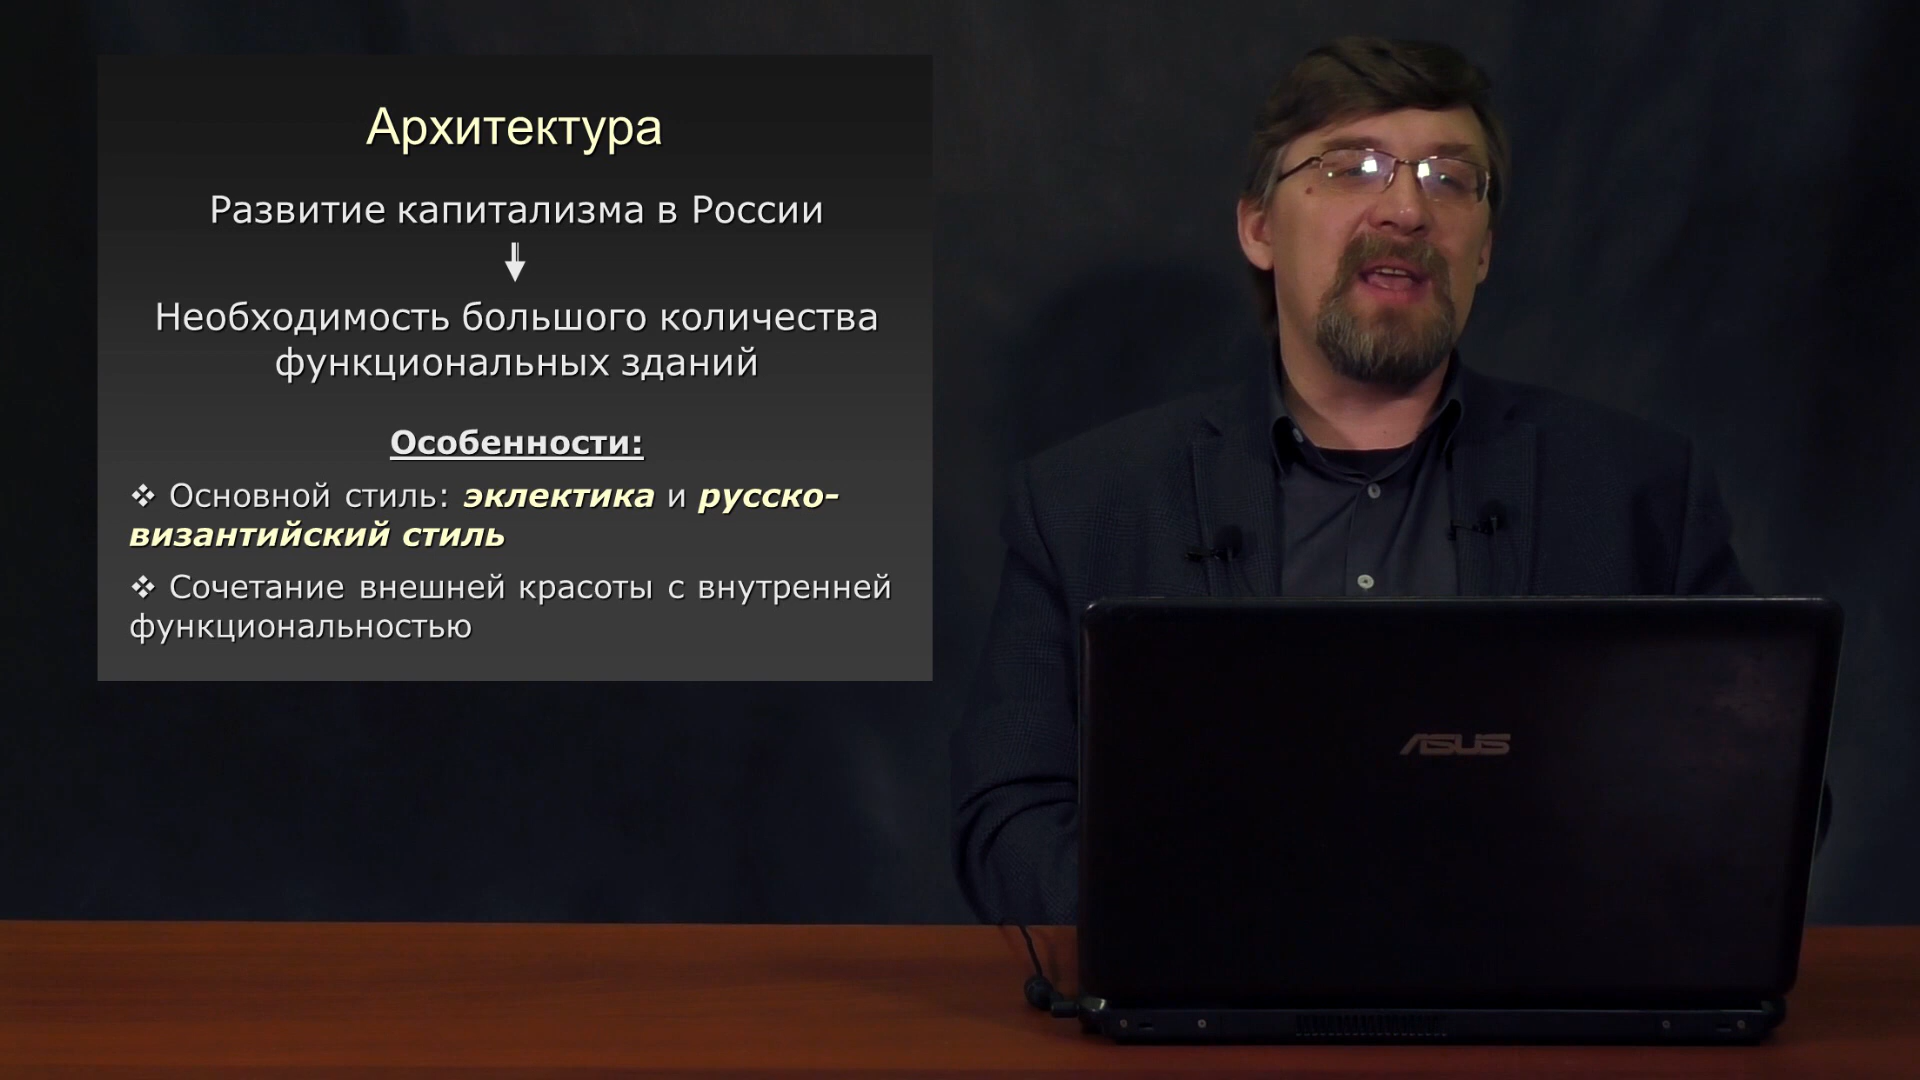 Архитектура
Развитие капитализма в России
Необходимость большого количества
функциональных зданий
Особенности:
❖ Основной стиль: эклектика и русско-
византийский стиль
❖ Сочетание внешней красоты с внутренней
функциональностью
ASUS